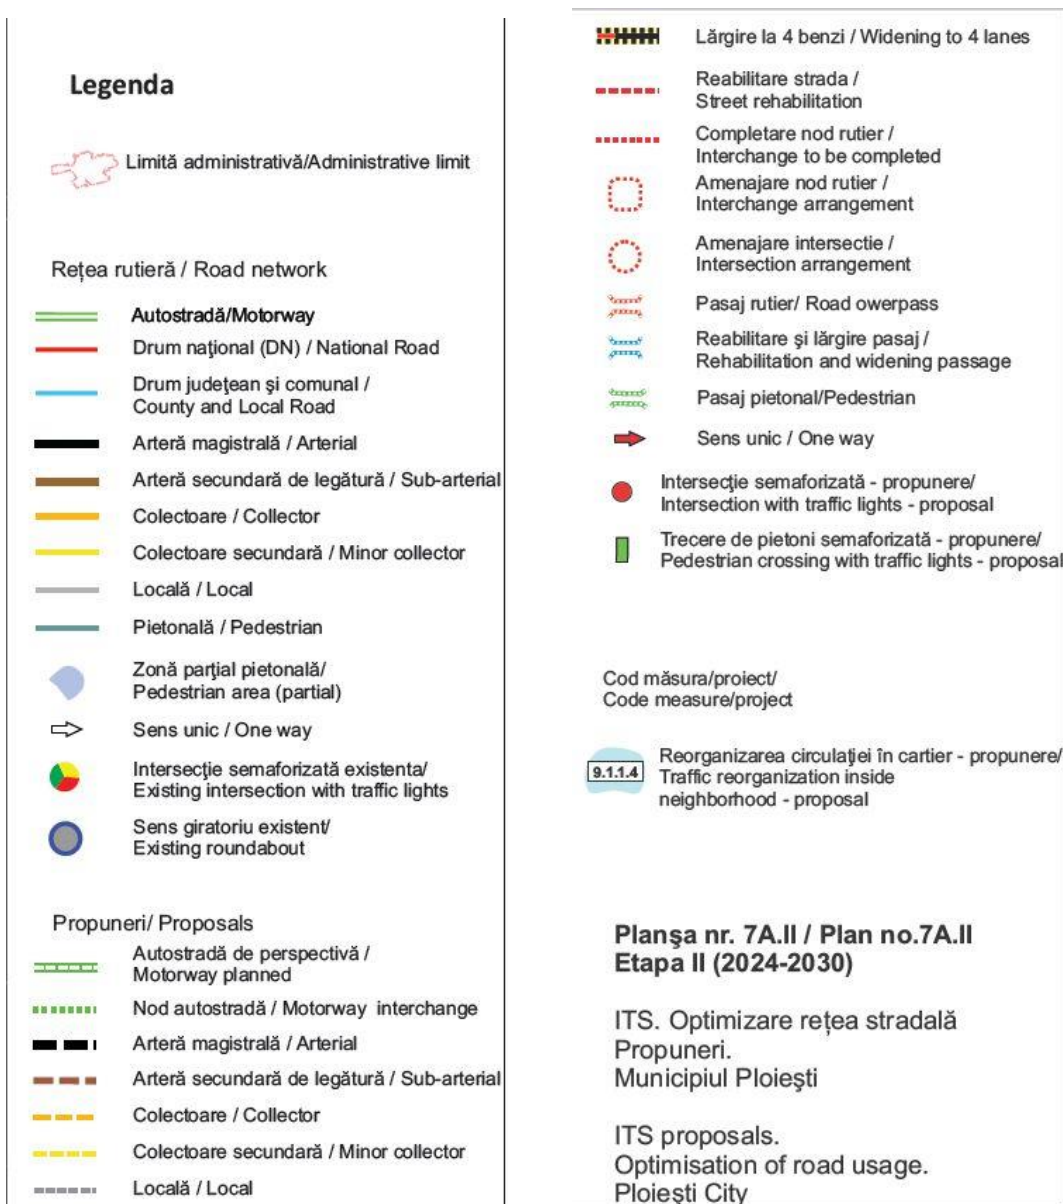 Legenda
Limită administrativă/Administrative limit
Rețea rutieră / Road network
Autostradă/Motorway
Drum naţional (DN) / National Road
Drum judeţean şi comunal /
County and Local Road
Arteră magistrală / Arterial
Arteră secundară de legătură / Sub-arterial
Colectoare / Collector
Colectoare secundară / Minor collector
Locală / Local
Pietonală / Pedestrian
Zonă parţial pietonală/
Pedestrian area (partial)
Sens unic / One way
Intersecţie semaforizată existenta/
Existing intersection with traffic lights
Sens giratoriu existent/
Existing roundabout
Propuneri/ Proposals
Autostradă de perspectivă /
Motorway planned
Nod autostradă / Motorway interchange
Arteră magistrală / Arterial
Arteră secundară de legătură / Sub-arterial
Colectoare / Collector
Colectoare secundară / Minor collector
Locală / Local
Lărgire la 4 benzi / Widening to 4 lanes
Reabilitare strada /
Street rehabilitation
Completare nod rutier /
Interchange to be completed
Amenajare nod rutier /
Interchange arrangement
Amenajare intersectie /
Intersection arrangement
Pasaj rutier/ Road owerpass
Reabilitare şi lărgire pasaj /
Rehabilitation and widening passage
Pasaj pietonal/Pedestrian
Sens unic / One way
Intersecţie semaforizată - propunere/
Intersection with traffic lights - proposal
Trecere de pietoni semaforizată - propunere/
Pedestrian crossing with traffic lights - proposal
Cod măsura/proiect/
Code measure/project
9.1.1.4
Reorganizarea circulaţiei în cartier - propunere/
Traffic reorganization inside
neighborhood - proposal
Planşa nr. 7A.II / Plan no.7A.II
Etapa II (2024-2030)
ITS. Optimizare rețea stradală
Propuneri.
Municipiul Ploieşti
ITS proposals.
Optimisation of road usage.
Ploieşti City